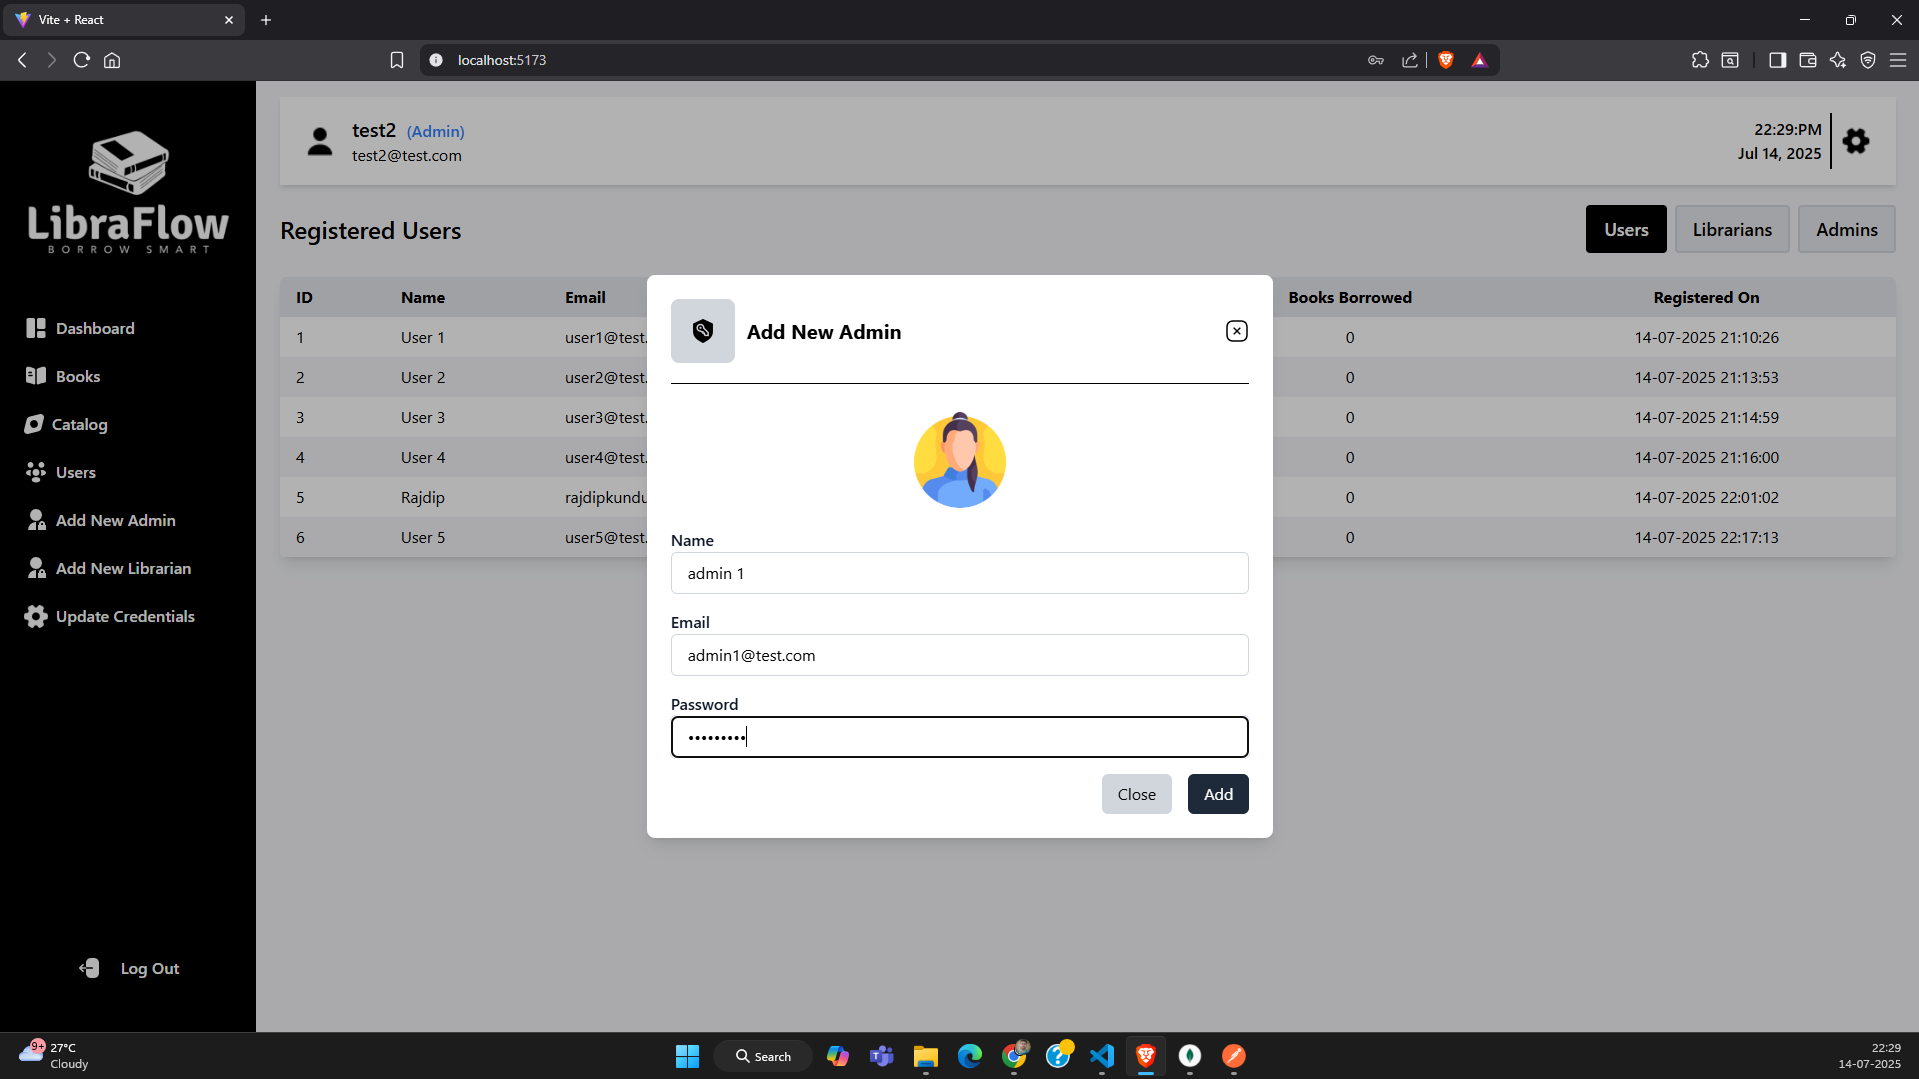 Vite + React
localhost:5173
LibraFlow
BORROW SMART
Dashboard
Books
Catalog
Users
Add New Admin
Add New Librarian
Update Credentials
Log Out
test2 (Admin)
test2@test.com
22:29:PM
Jul 14, 2025
Registered Users
Users Librarians Admins
ID Name Email Books Borrowed Registered On
1 User 1 user1@test. 0 14-07-2025 21:10:26
2 User 2 user2@test. 0 14-07-2025 21:13:53
3 User 3 user3@test. 0 14-07-2025 21:14:59
4 User 4 user4@test. 0 14-07-2025 21:16:00
5 Rajdip rajdipkundu 0 14-07-2025 22:01:02
6 User 5 user5@test. 0 14-07-2025 22:17:13
Add New Admin
Name
admin 1
Email
admin1@test.com
Password
•••••••••
Close Add
9+
27°C
Cloudy
Search
22:29
14-07-2025